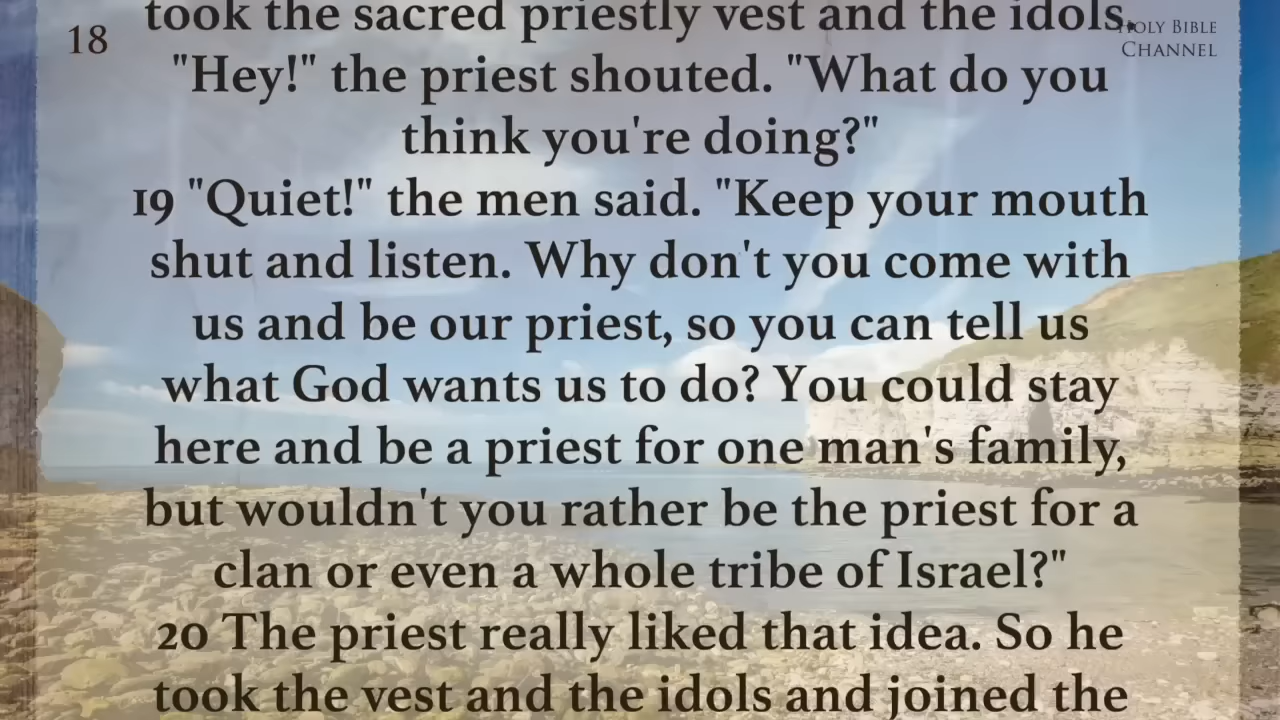 took the sacred priestly vest and the idols.
HOLY BIBLE
CHANNEL
18
"Hey!" the priest shouted. "What do you
think you're doing?"
19 "Quiet!" the men said. "Keep your mouth
shut and listen. Why don't you come with
us and be our priest, so you can tell us
what God wants us to do? You could stay
here and be a priest for one man's family,
but wouldn't you rather be the priest for a
clan or even a whole tribe of Israel?"
20 The priest really liked that idea. So he
took the vest and the idols and joined the